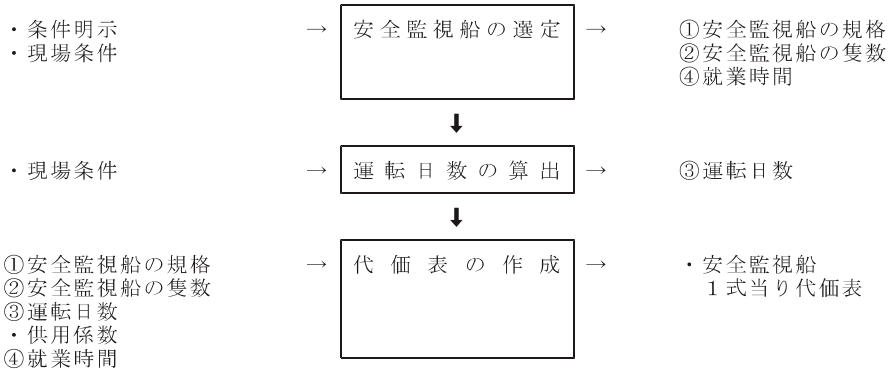 ・条件明示 → 安全監視船の選定 → ①安全監視船の規格
・現場条件 ②安全監視船の隻数
④就業時間
・現場条件 → 運転日数の算出 → ③運転日数
①安全監視船の規格 → 代価表の作成 → ・安全監視船
②安全監視船の隻数 1式当り代価表
③運転日数
・供用係数
④就業時間